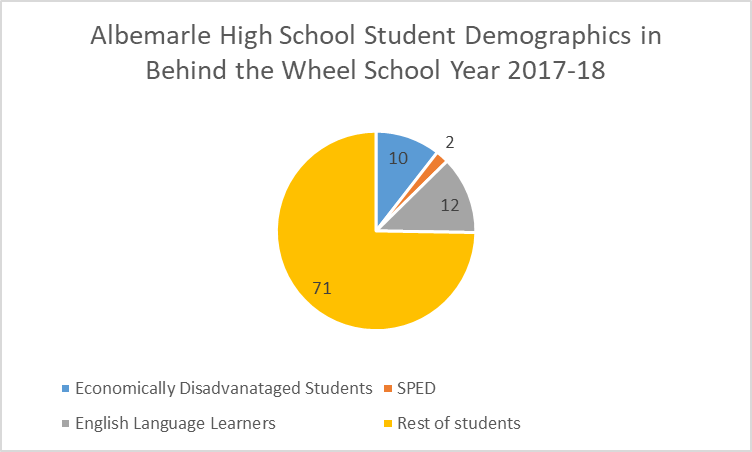 Albemarle High School Student Demographics in
Behind the Wheel School Year 2017-18
10
2
12
71
Economically Disadvanataged Students
SPED
English Language Learners
Rest of students